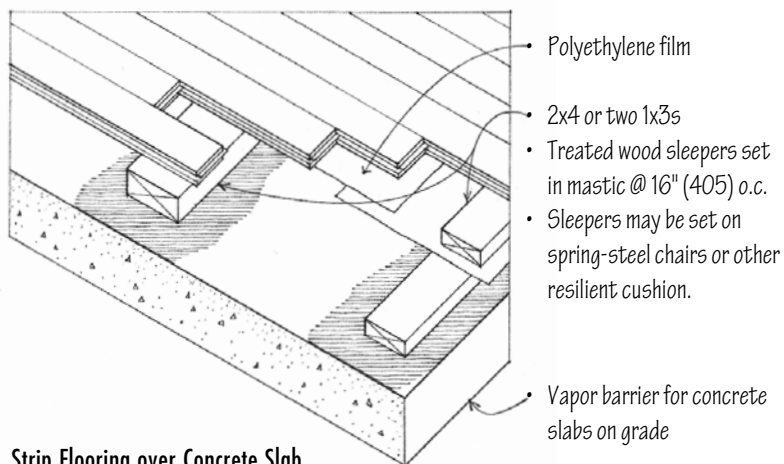 • Polyethylene film
• 2x4 or two 1x3s
• Treated wood sleepers set
in mastic @ 16" (405) o.c.
• Sleepers may be set on
spring-steel chairs or other
resilient cushion.
• Vapor barrier for concrete
slabs on grade
Strip Flooring over Concrete Slab